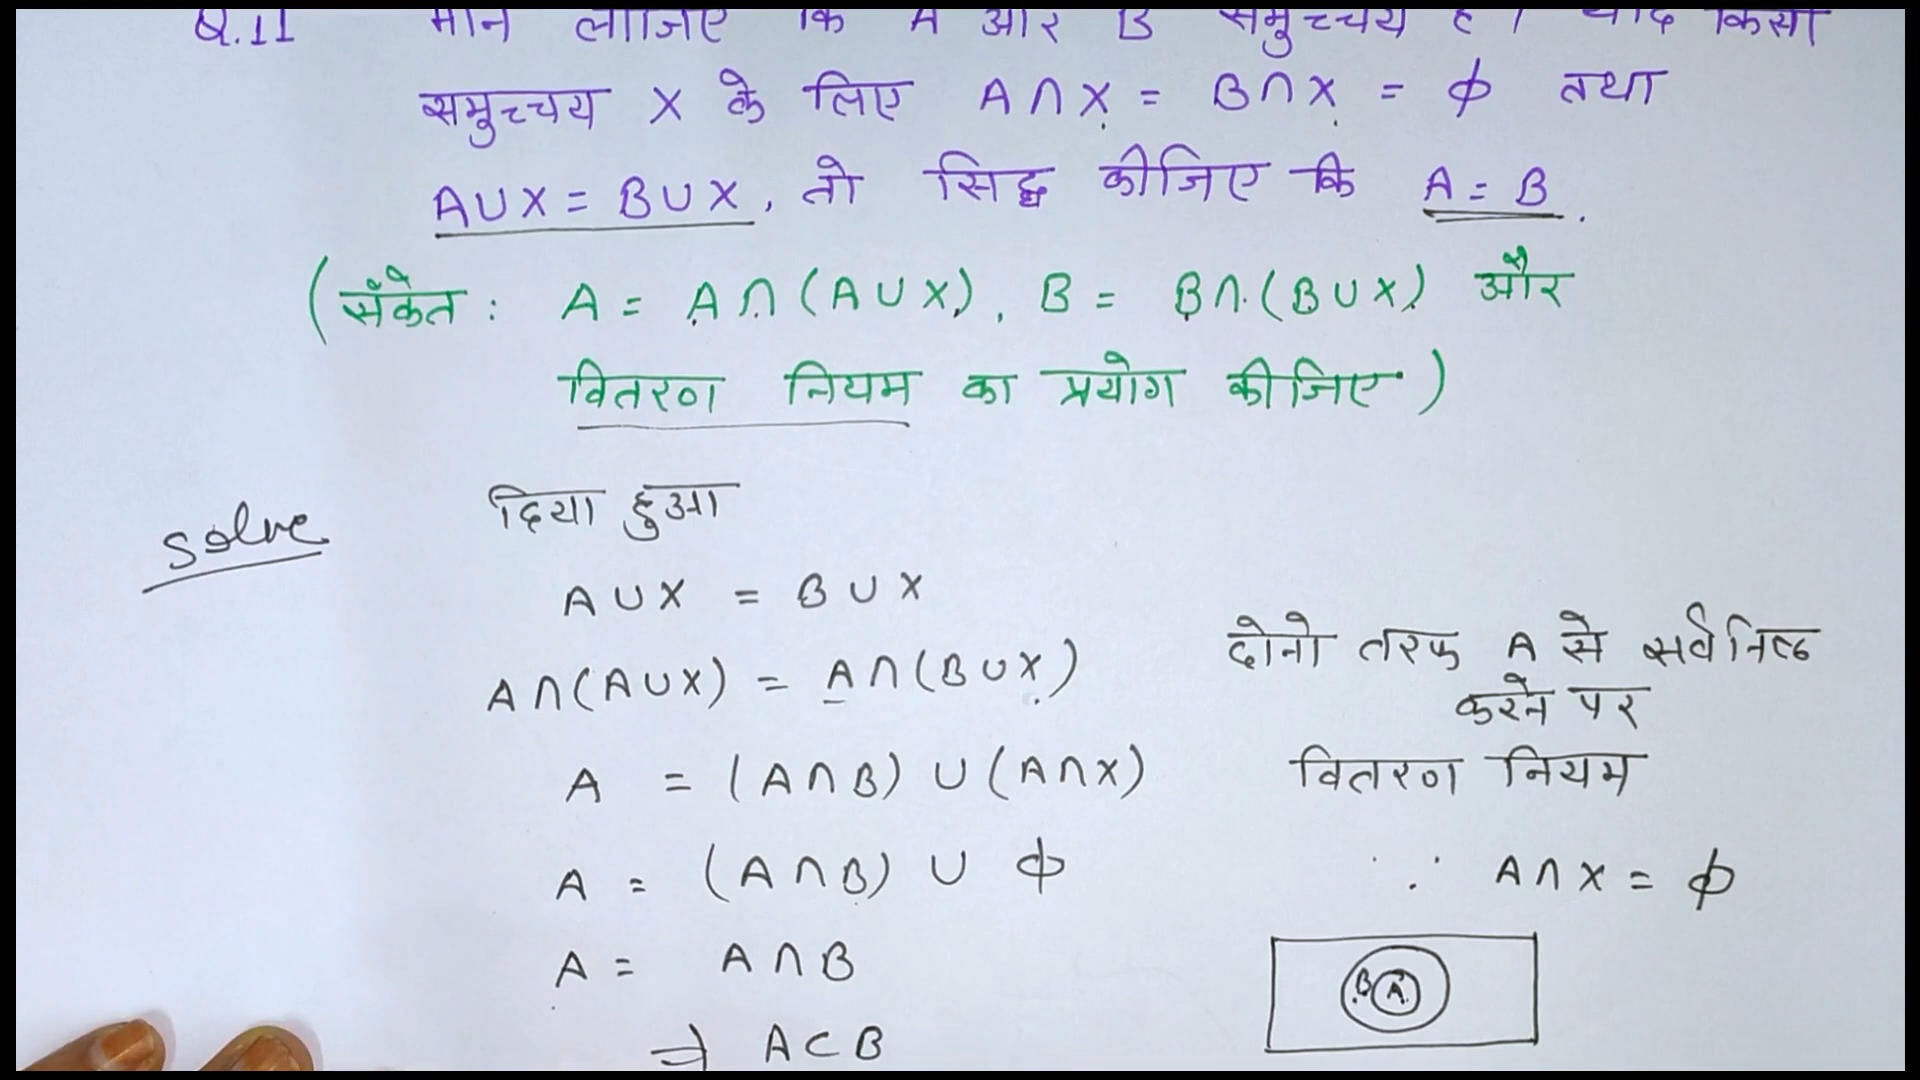 Q.11 मान लीजिए कि A और B समुच्चय है। यदि किसी
समुच्चय X के लिए A∩X = B∩X = ϕ तथा
A∪X = B∪X, तो सिद्ध कीजिए कि A = B.
(संकेत: A = A∩(A∪X), B = B∩(B∪X) और
वितरण नियम का प्रयोग कीजिए)
Solve
दिया हुआ
A∪X = B∪X
A∩(A∪X) = A∩(B∪X) दोनो तरफ A से सर्वनिष्ठ
करने पर
A = (A∩B) ∪ (A∩X) वितरण नियम
A = (A∩B) ∪ ϕ ∵ A∩X = ϕ
A = A∩B
B A
⇒ A⊂B